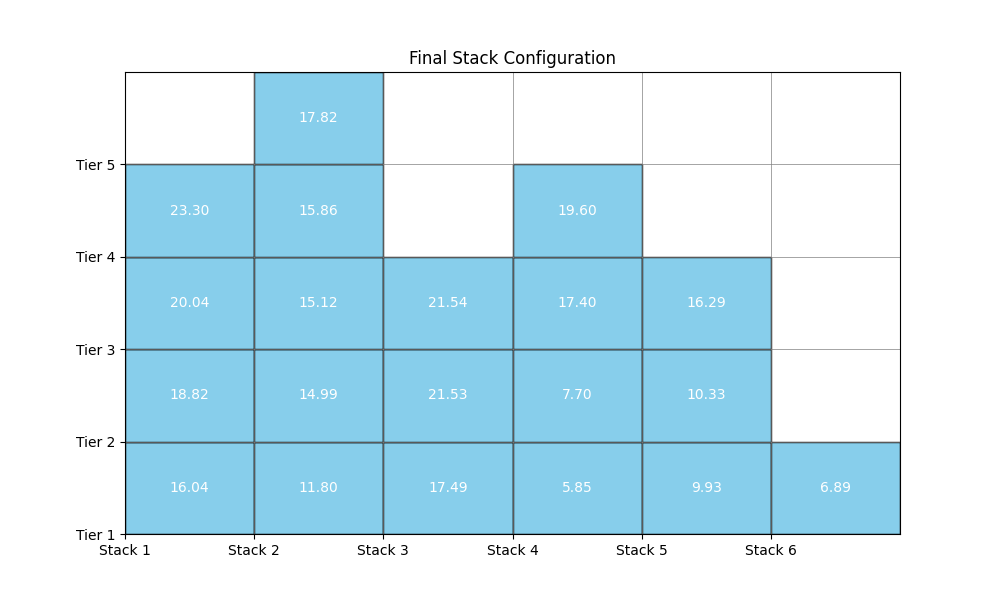 Final Stack Configuration
17.82
Tier 5
23.30 15.86 19.60
Tier 4
20.04 15.12 21.54 17.40 16.29
Tier 3
18.82 14.99 21.53 7.70 10.33
Tier 2
16.04 11.80 17.49 5.85 9.93 6.89
Tier 1
Stack 1 Stack 2 Stack 3 Stack 4 Stack 5 Stack 6